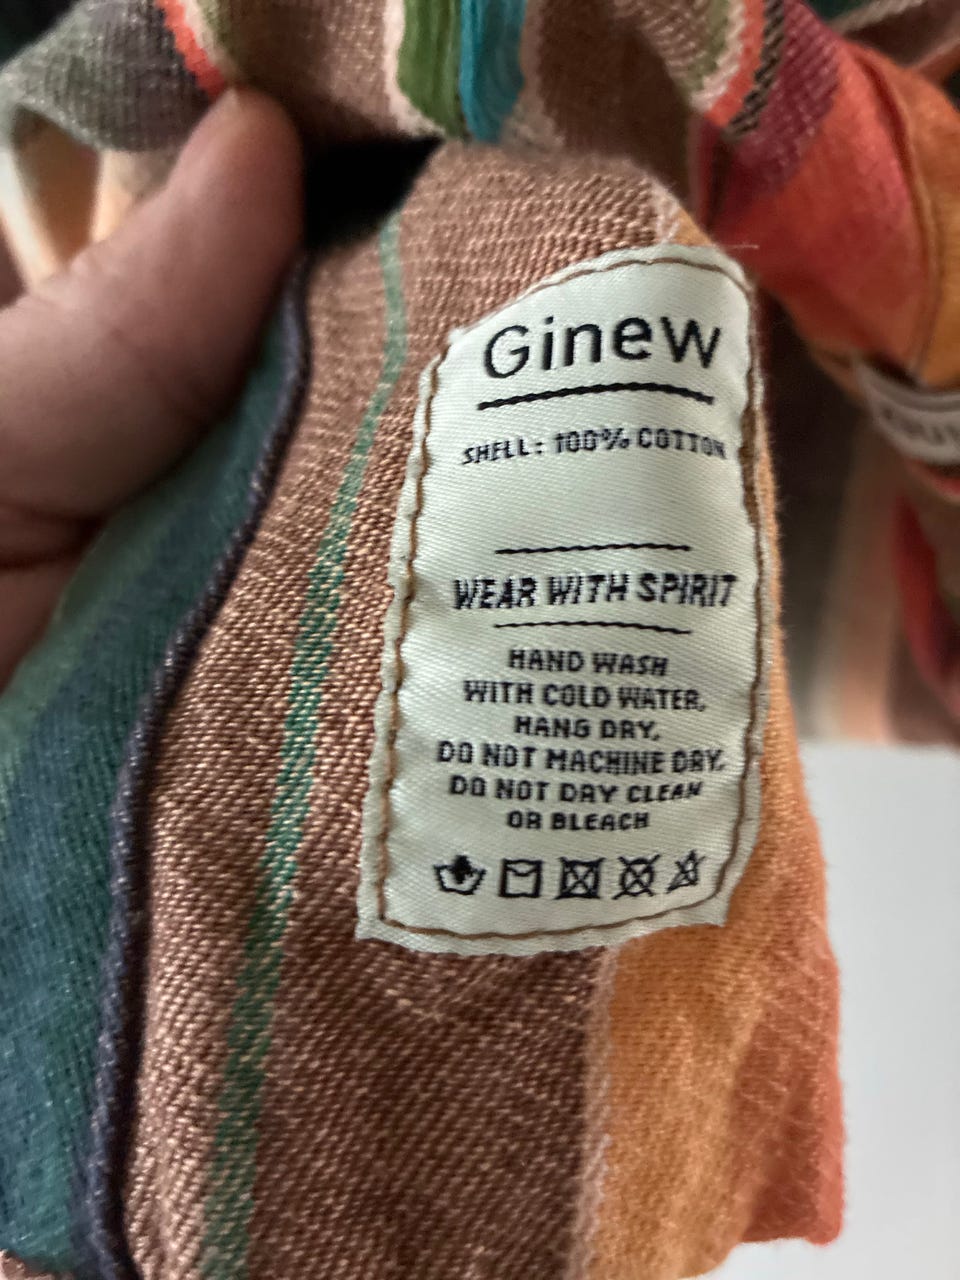 Ginew
SHELL: 100% COTTON
WEAR WITH SPIRIT
HAND WASH
WITH COLD WATER,
HANG DRY,
DO NOT MACHINE DRY,
DO NOT DRY CLEAN
OR BLEACH